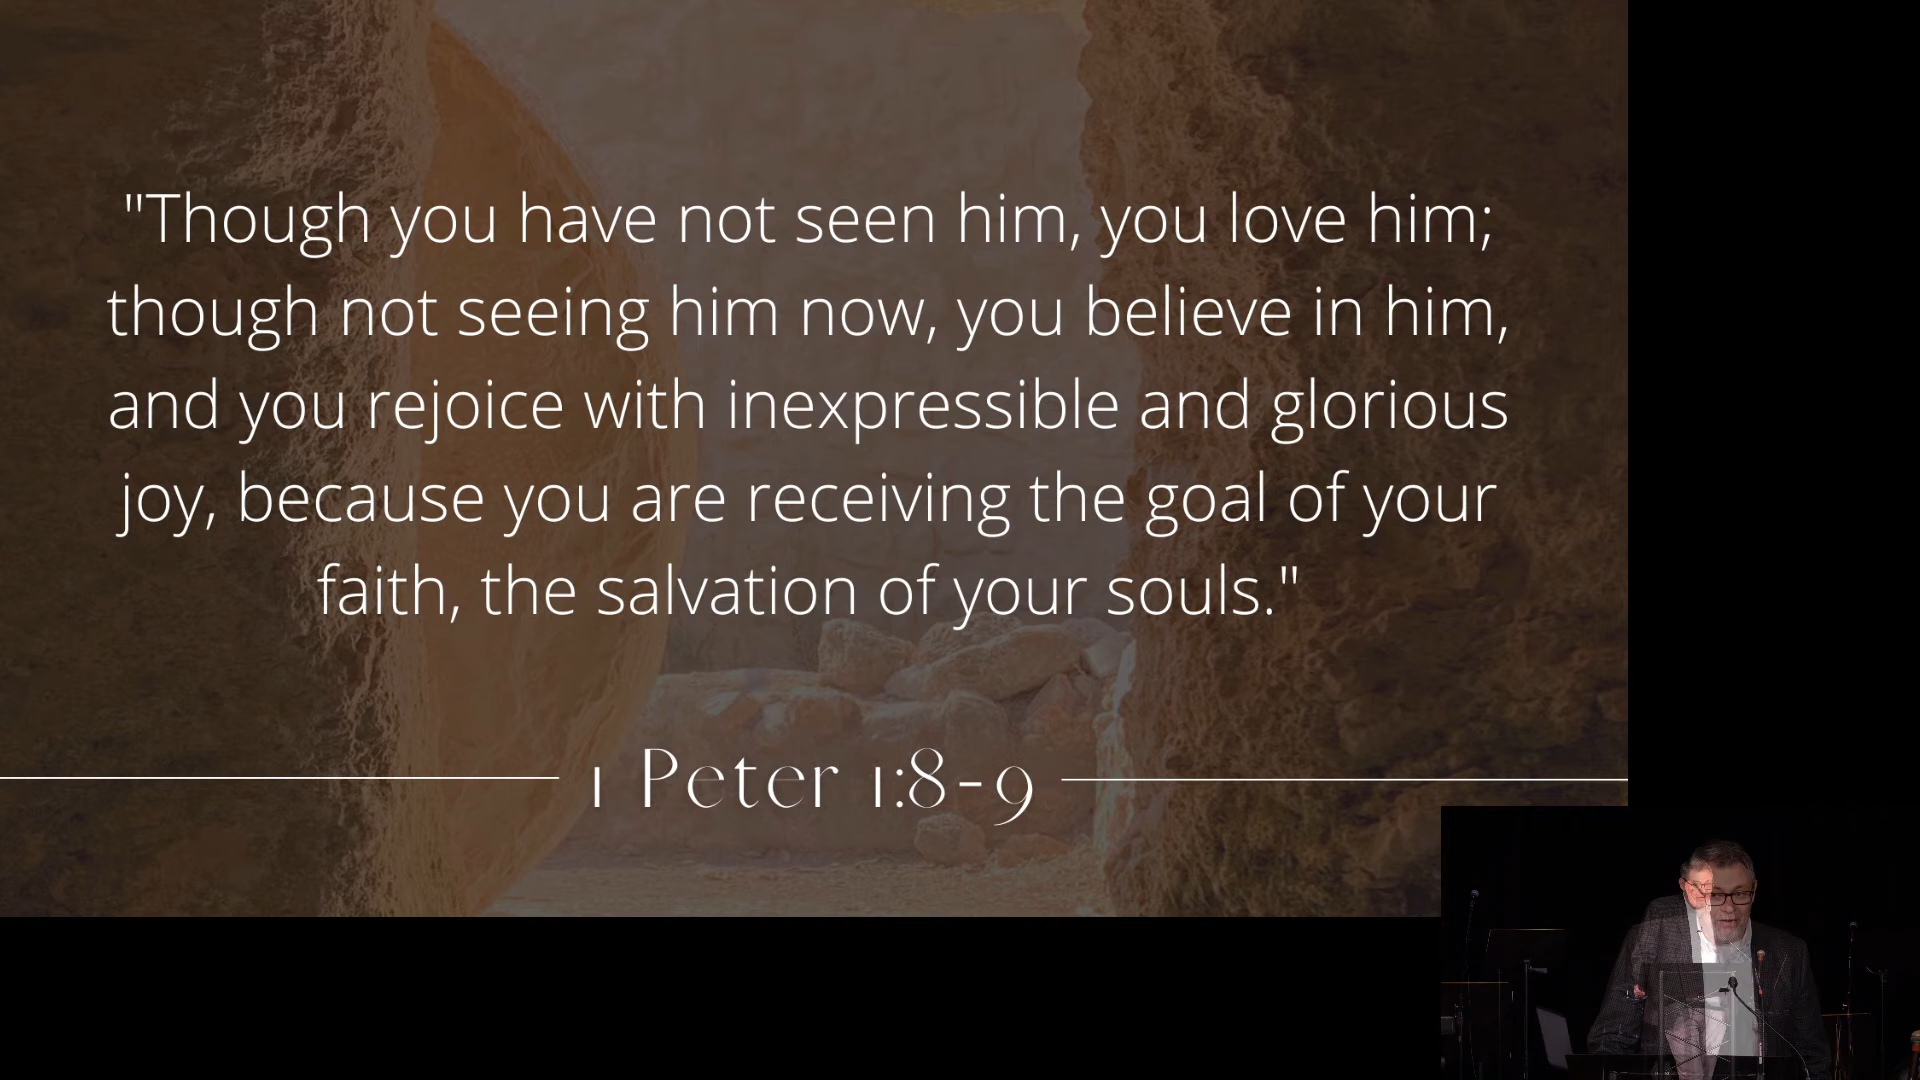 "Though you have not seen him, you love him;
though not seeing him now, you believe in him,
and you rejoice with inexpressible and glorious
joy, because you are receiving the goal of your
faith, the salvation of your souls."
1 Peter 1:8-9